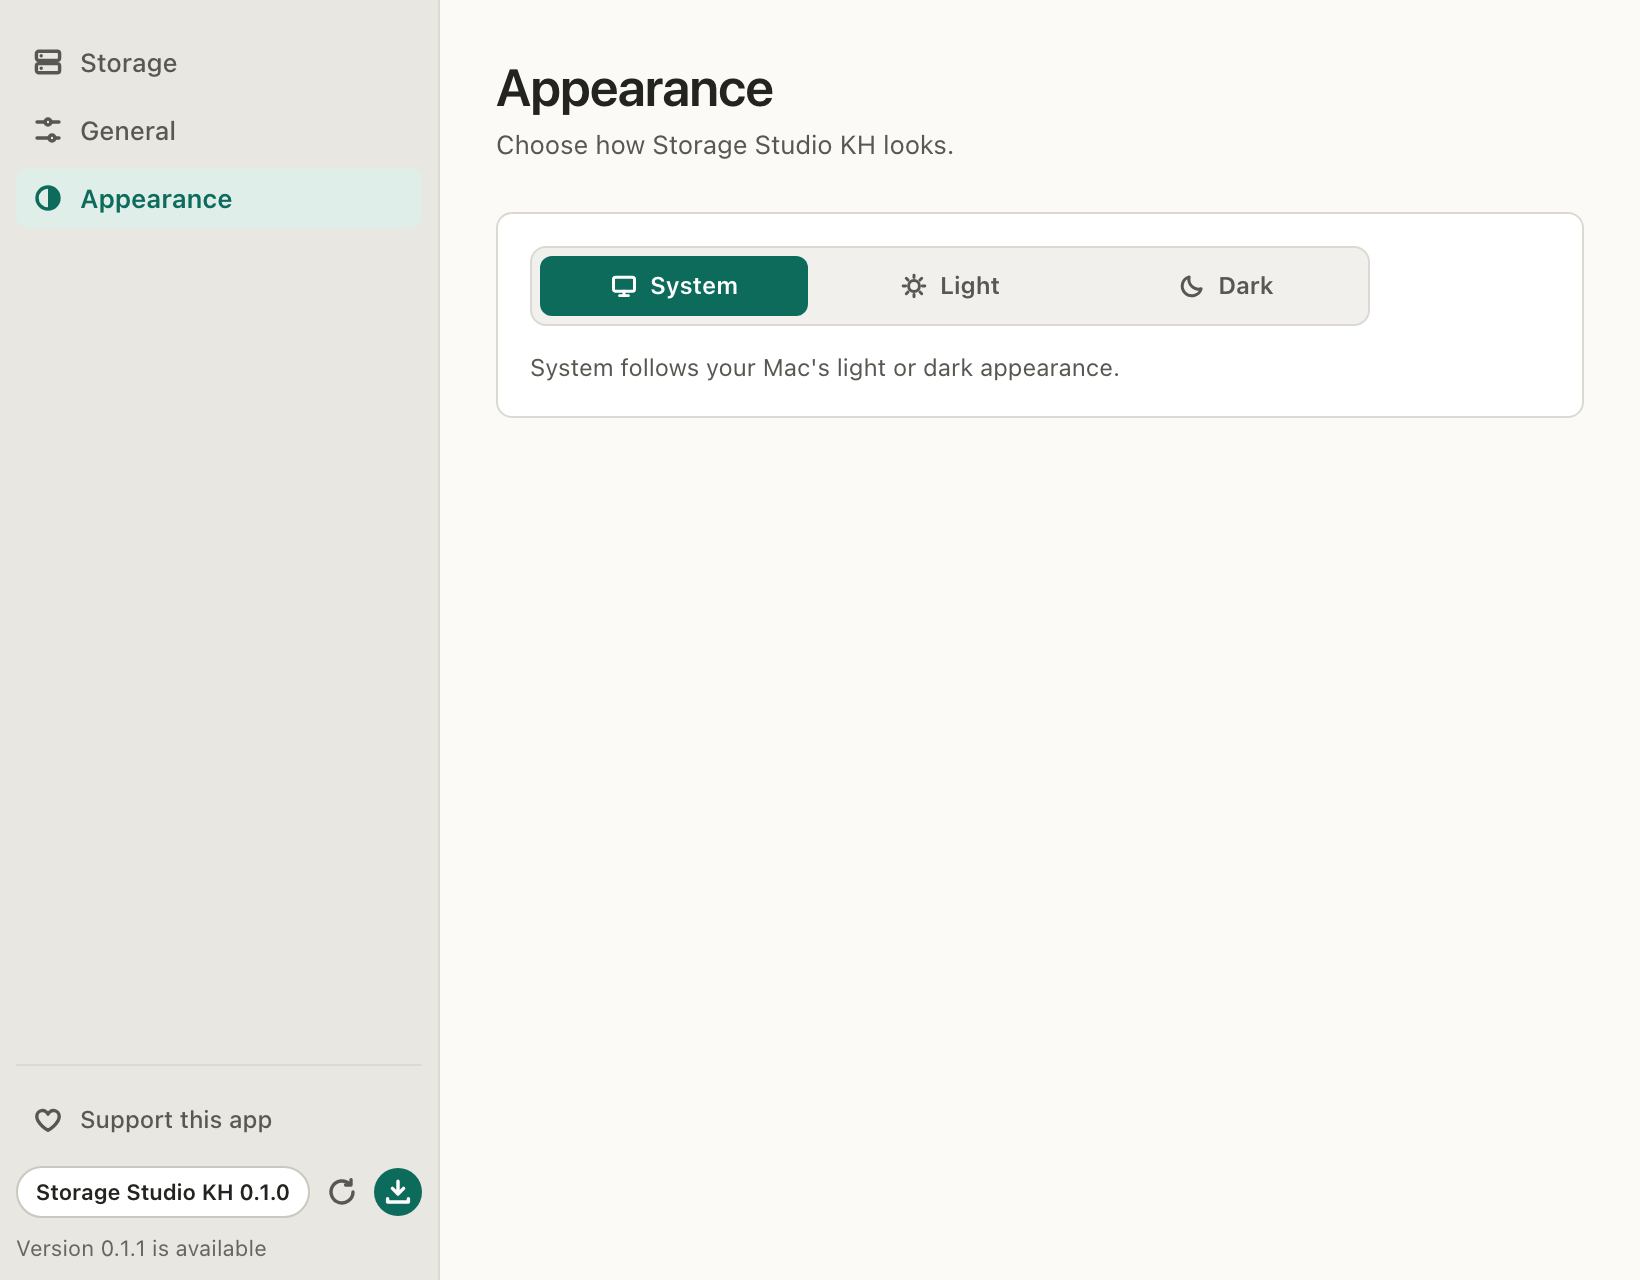 Storage
General
Appearance
Support this app
Storage Studio KH 0.1.0
Version 0.1.1 is available
Appearance
Choose how Storage Studio KH looks.
System
Light
Dark
System follows your Mac's light or dark appearance.